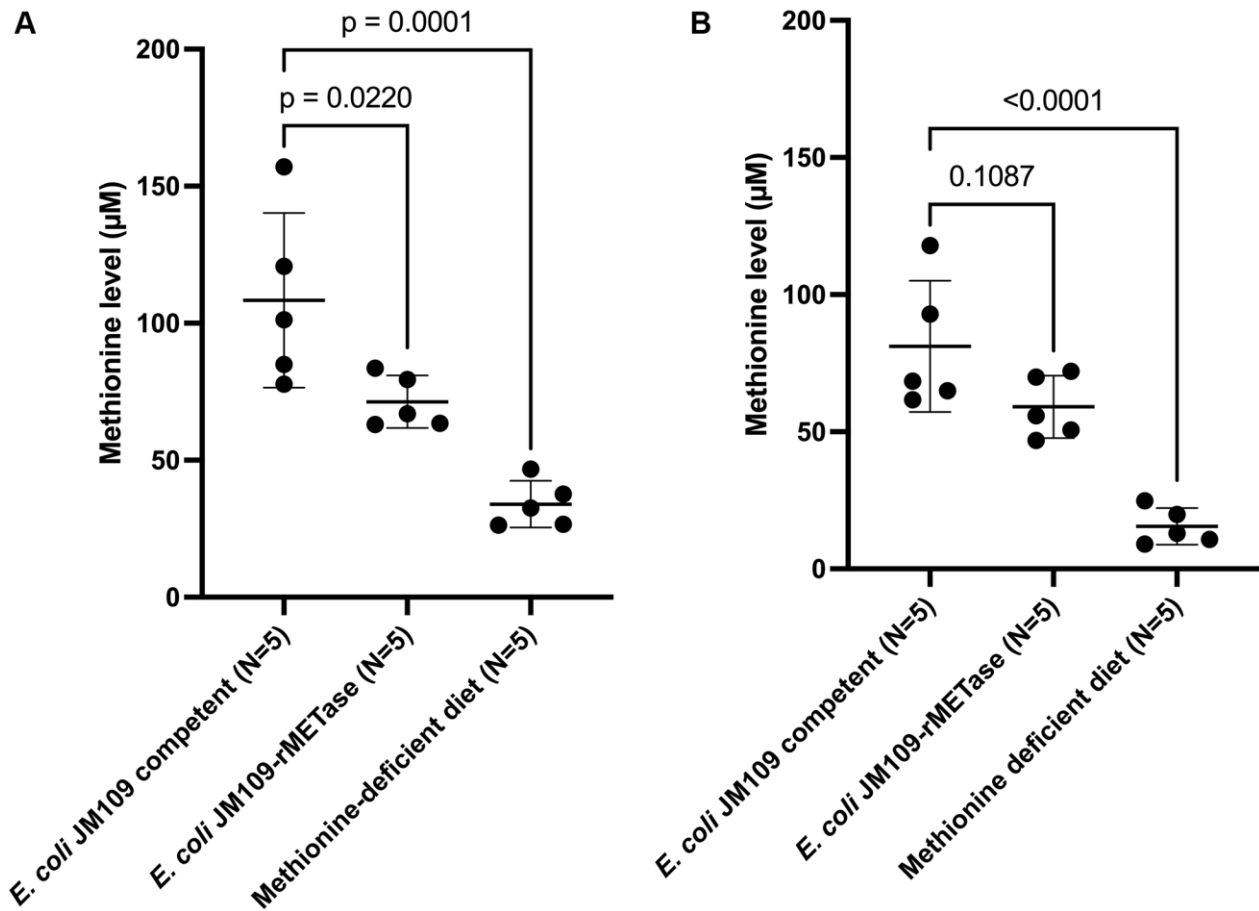 A
p = 0.0001
p = 0.0220
Methionine level (μM)
200
150
100
50
0
E. coli JM109 competent (N=5)
E. coli JM109-rMETase (N=5)
Methionine-deficient diet (N=5)
B
<0.0001
0.1087
Methionine level (μM)
200
150
100
50
0
E. coli JM109 competent (N=5)
E. coli JM109-rMETase (N=5)
Methionine deficient diet (N=5)